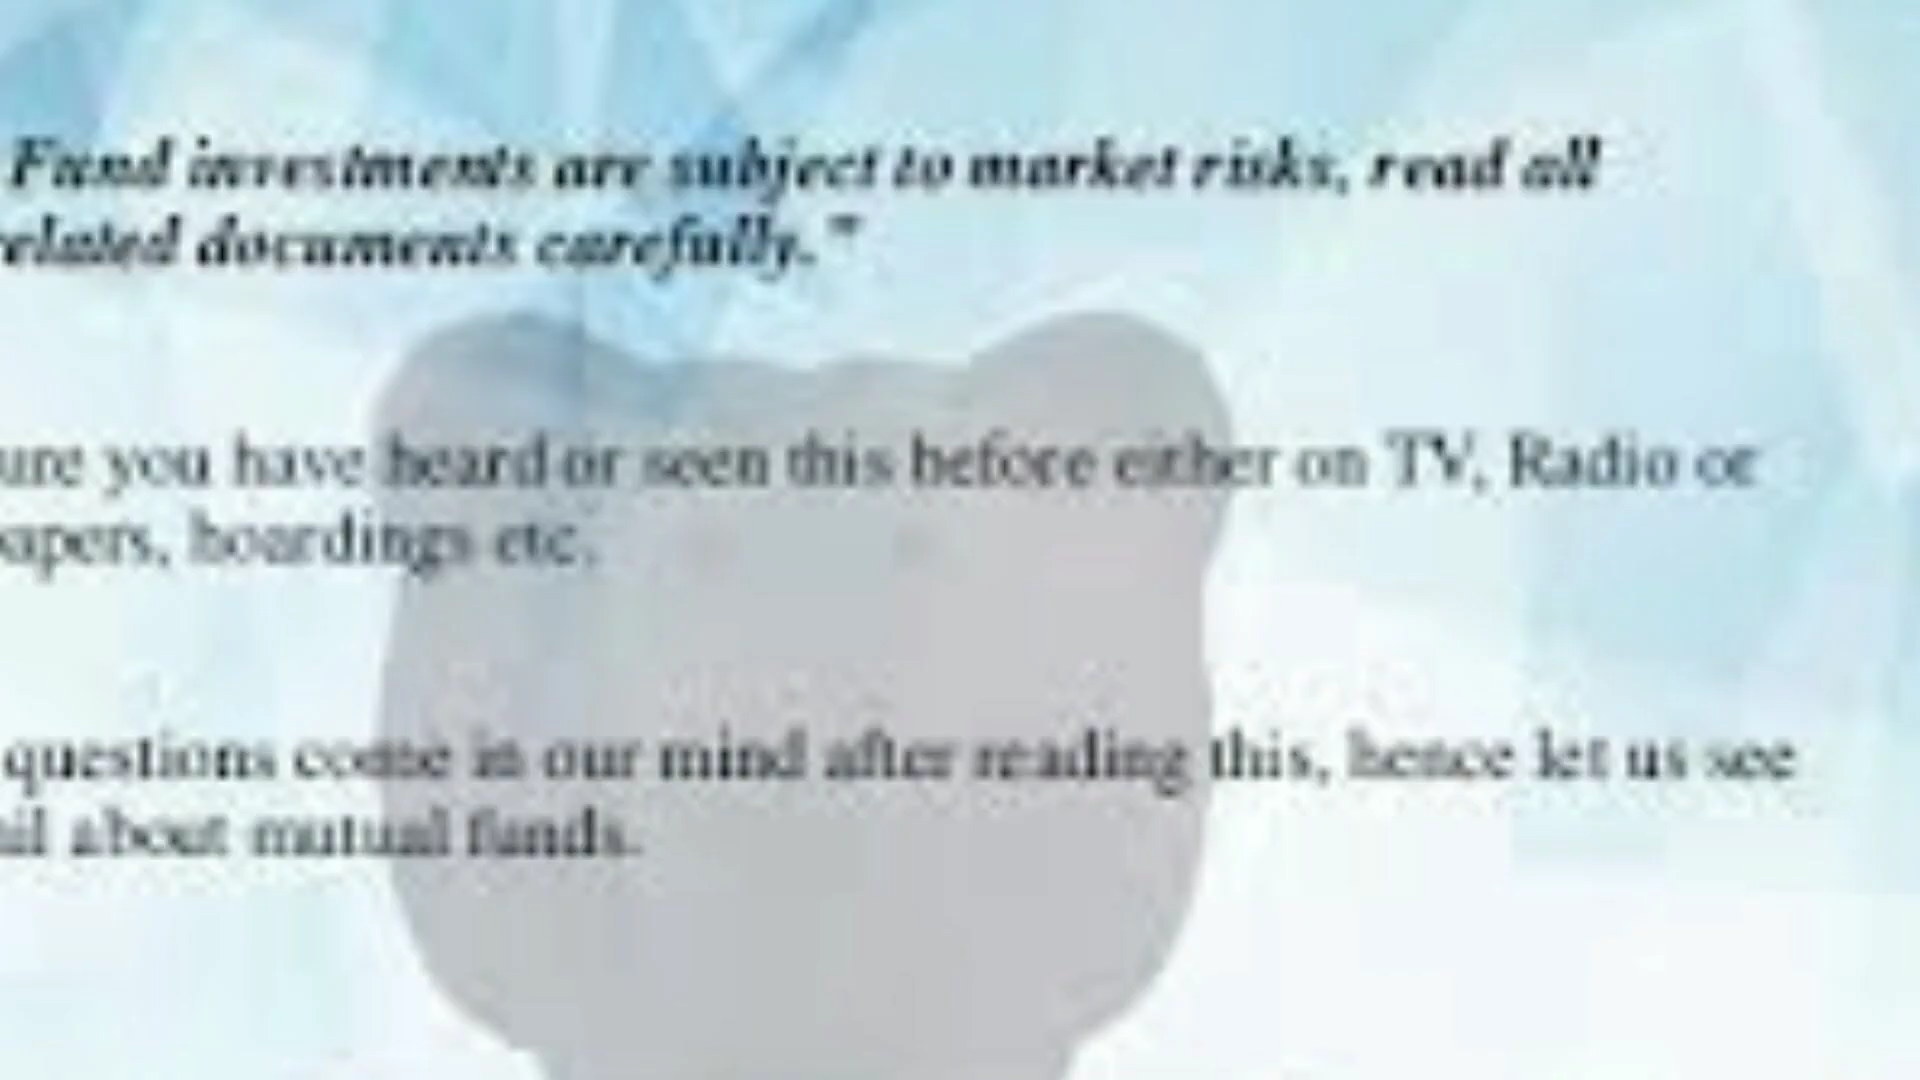 Fund investments are subject to market risks, read all
related documents carefully."
ure you have heard or seen this before either on TV, Radio or
apers, hoardings etc.
questions come in our mind after reading this, hence let us see
ail about mutual funds.